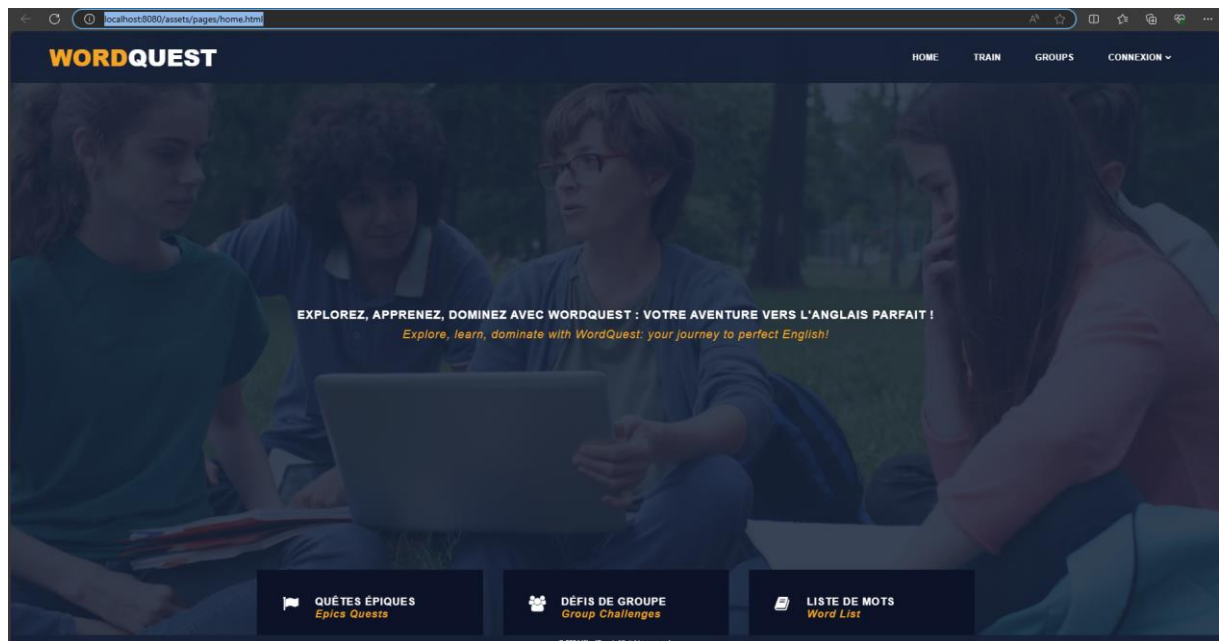 localhost:8080/assets/pages/home.html
WORDQUEST
HOME TRAIN GROUPS CONNEXION
EXPLOREZ, APPRENEZ, DOMINEZ AVEC WORDQUEST : VOTRE AVENTURE VERS L'ANGLAIS PARFAIT !
Explore, learn, dominate with WordQuest: your journey to perfect English!
QUÊTES ÉPIQUES
Epics Quests
DÉFIS DE GROUPE
Group Challenges
LISTE DE MOTS
Word List